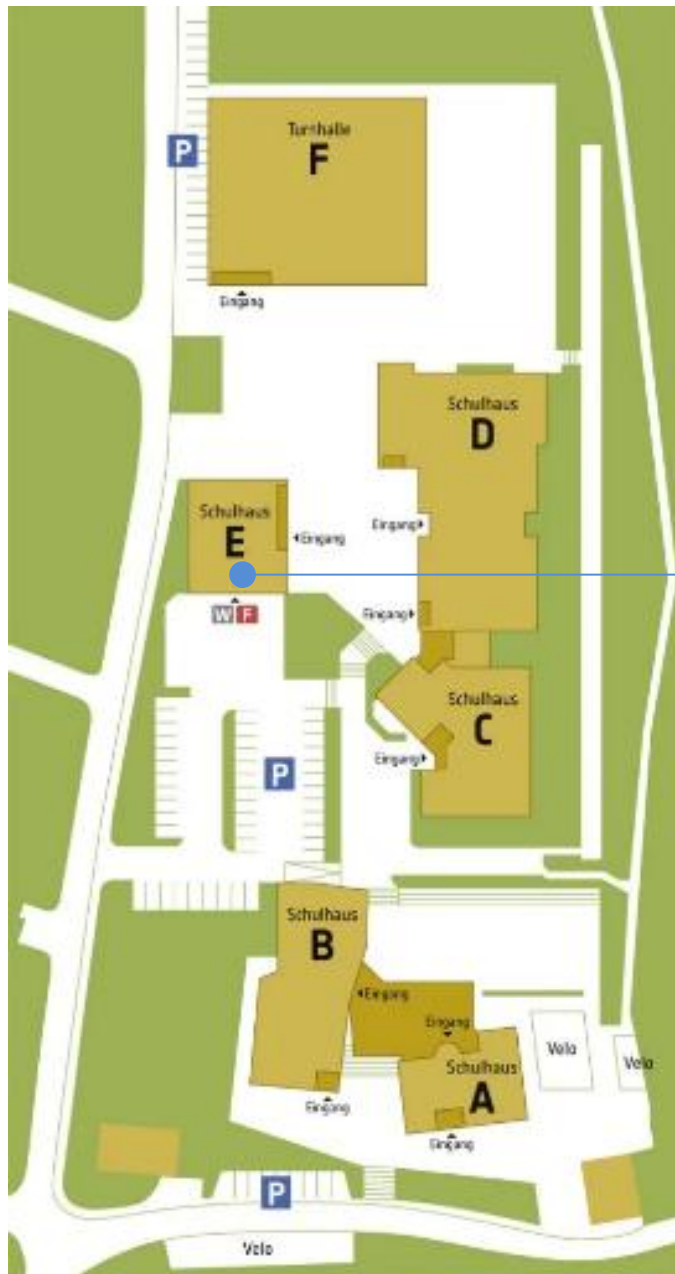 Turnhalle
F
P
Eingang
Schulhaus
D
Schulhaus
E
Eingang
Eingang
W F
Eingang
Schulhaus
C
Eingang
P
Schulhaus
B
Eingang
Eingang
Velo
Velo
Schulhaus
A
Eingang
Eingang
P
Velo